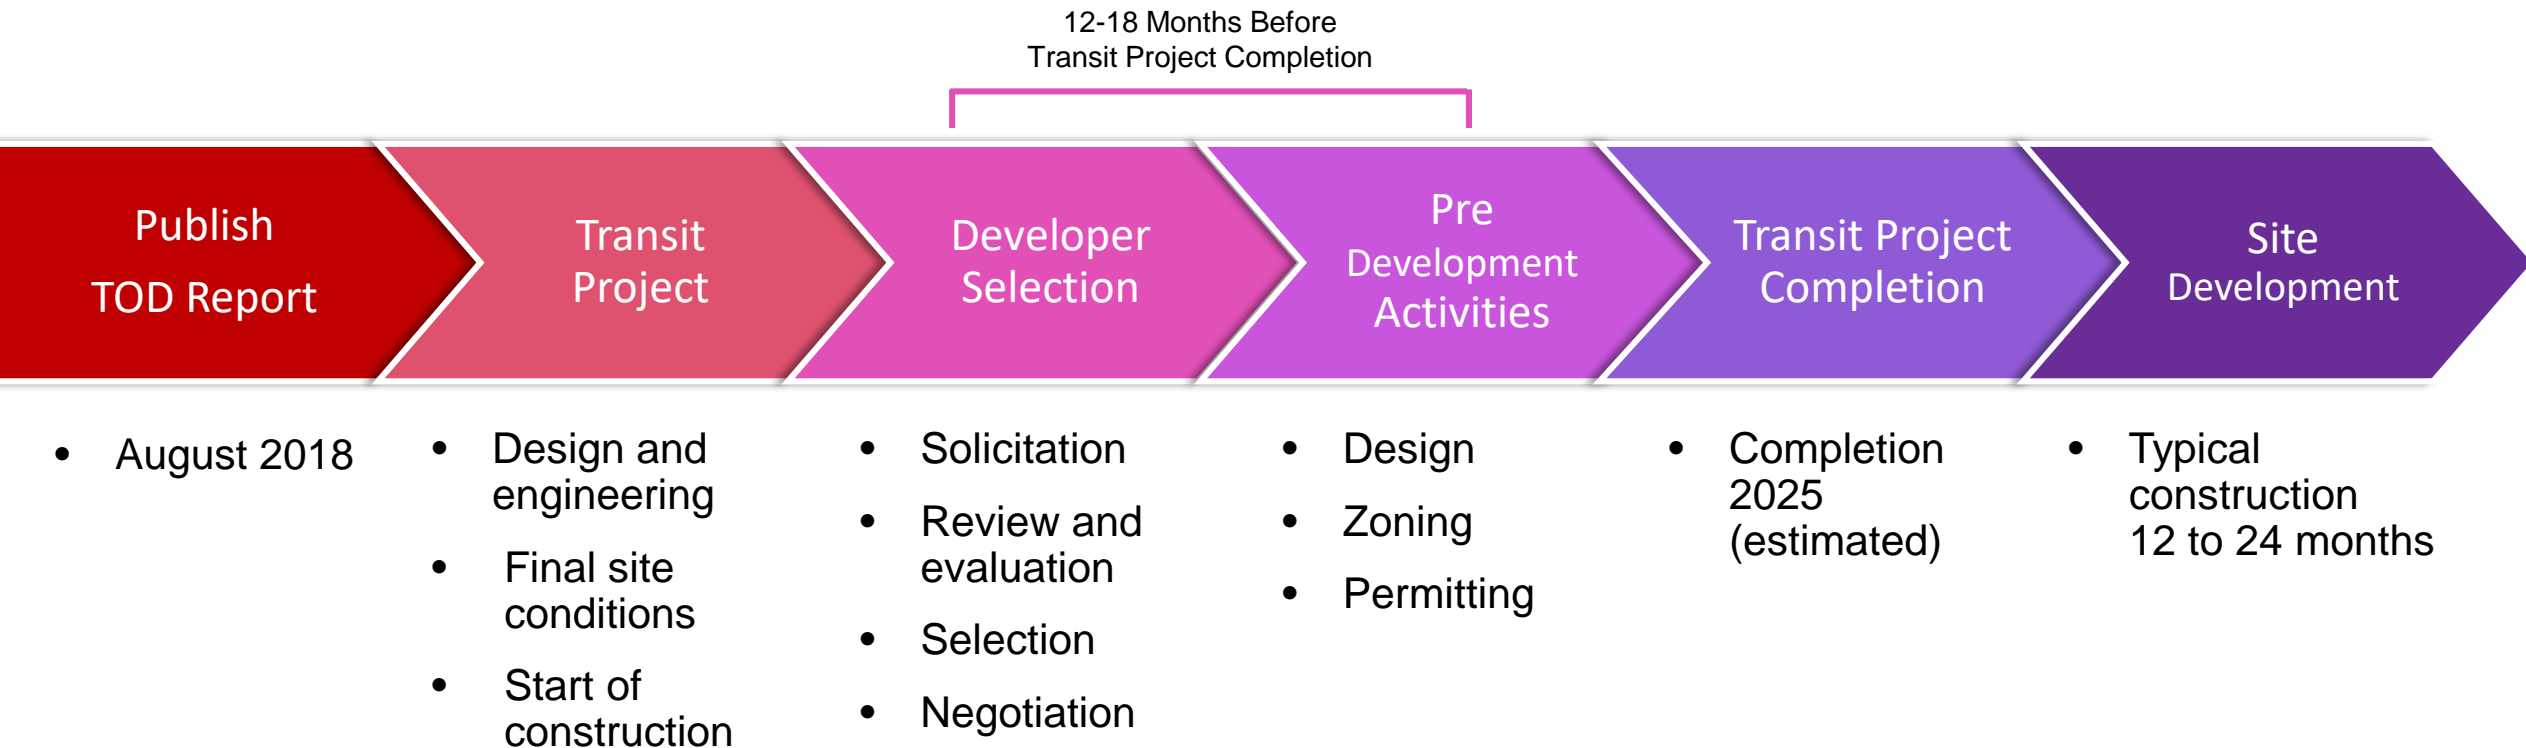 12-18 Months Before
Transit Project Completion
Publish
TOD Report
Transit
Project
Developer
Selection
Pre
Development
Activities
Transit Project
Completion
Site
Development
• August 2018
• Design and
engineering
• Final site
conditions
• Start of
construction
• Solicitation
• Review and
evaluation
• Selection
• Negotiation
• Design
• Zoning
• Permitting
• Completion
2025
(estimated)
• Typical
construction
12 to 24 months